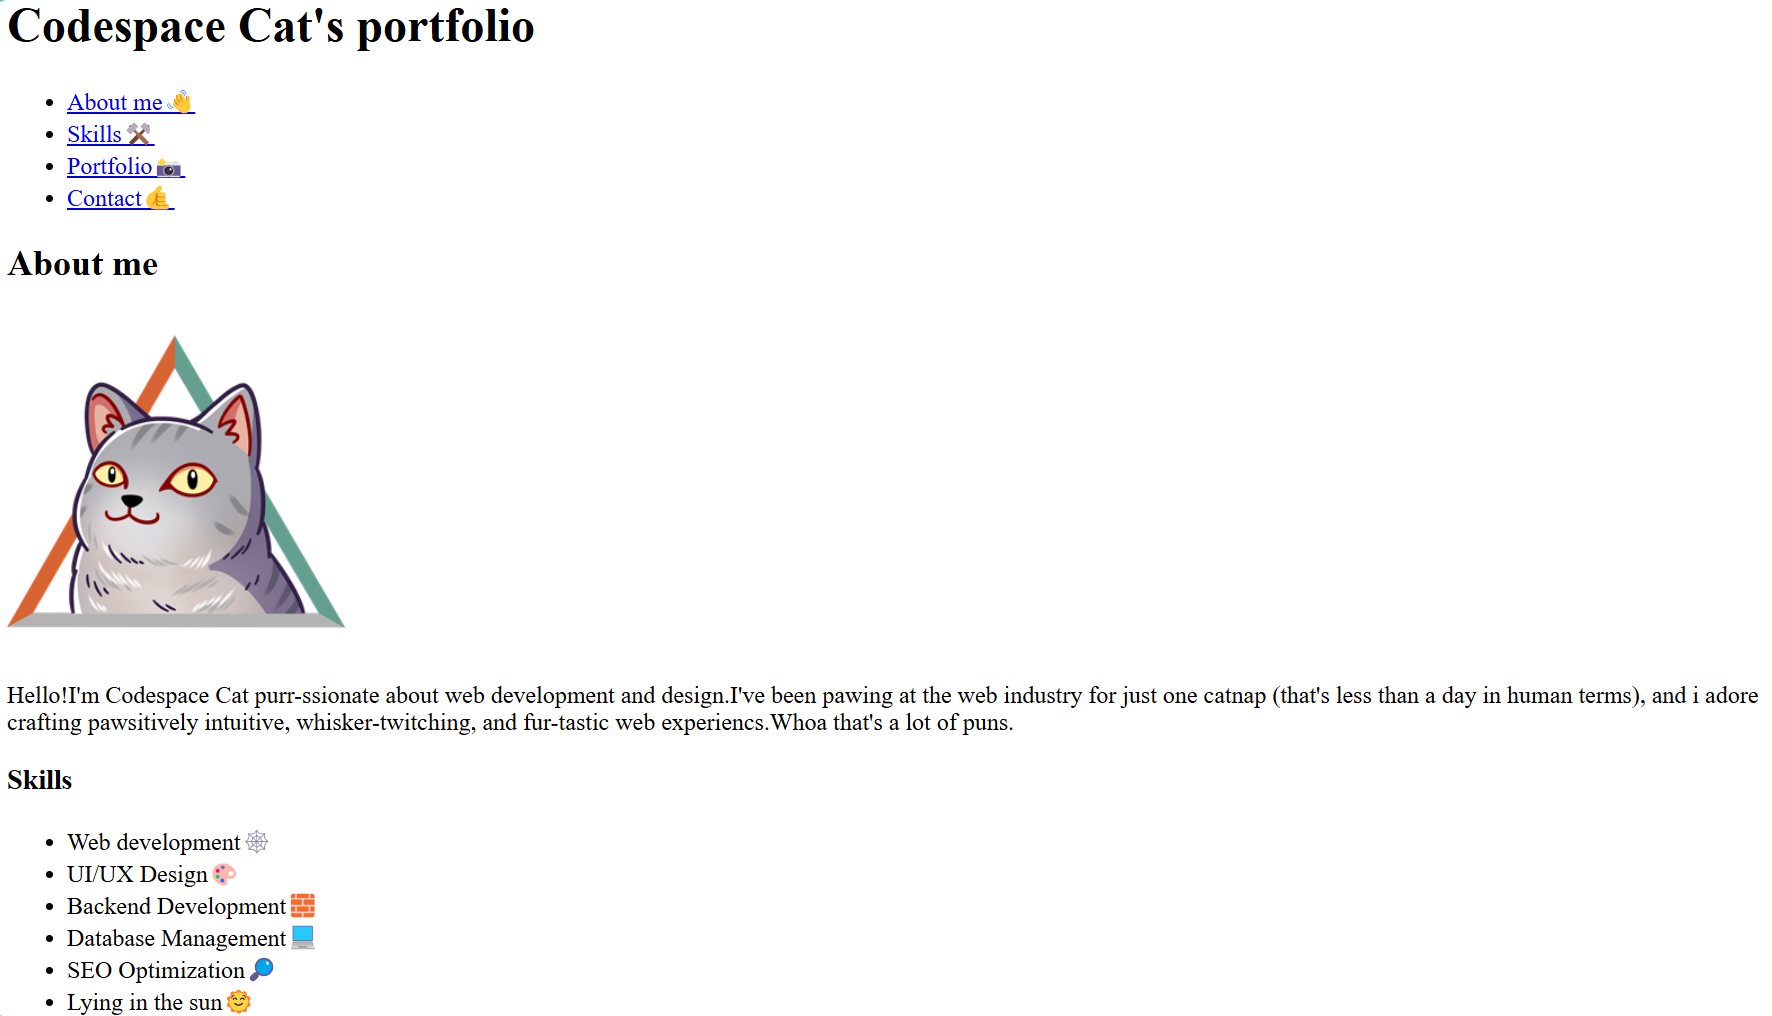 Codespace Cat's portfolio
About me 👋
Skills ⚒️
Portfolio 📸
Contact 👍
About me
Hello!I'm Codespace Cat purr-ssionate about web development and design.I've been pawing at the web industry for just one catnap (that's less than a day in human terms), and i adore
crafting pawsitively intuitive, whisker-twitching, and fur-tastic web experiencs.Whoa that's a lot of puns.
Skills
Web development 🕸️
UI/UX Design 🎨
Backend Development 🧱
Database Management 💻
SEO Optimization 🔎
Lying in the sun 🌞